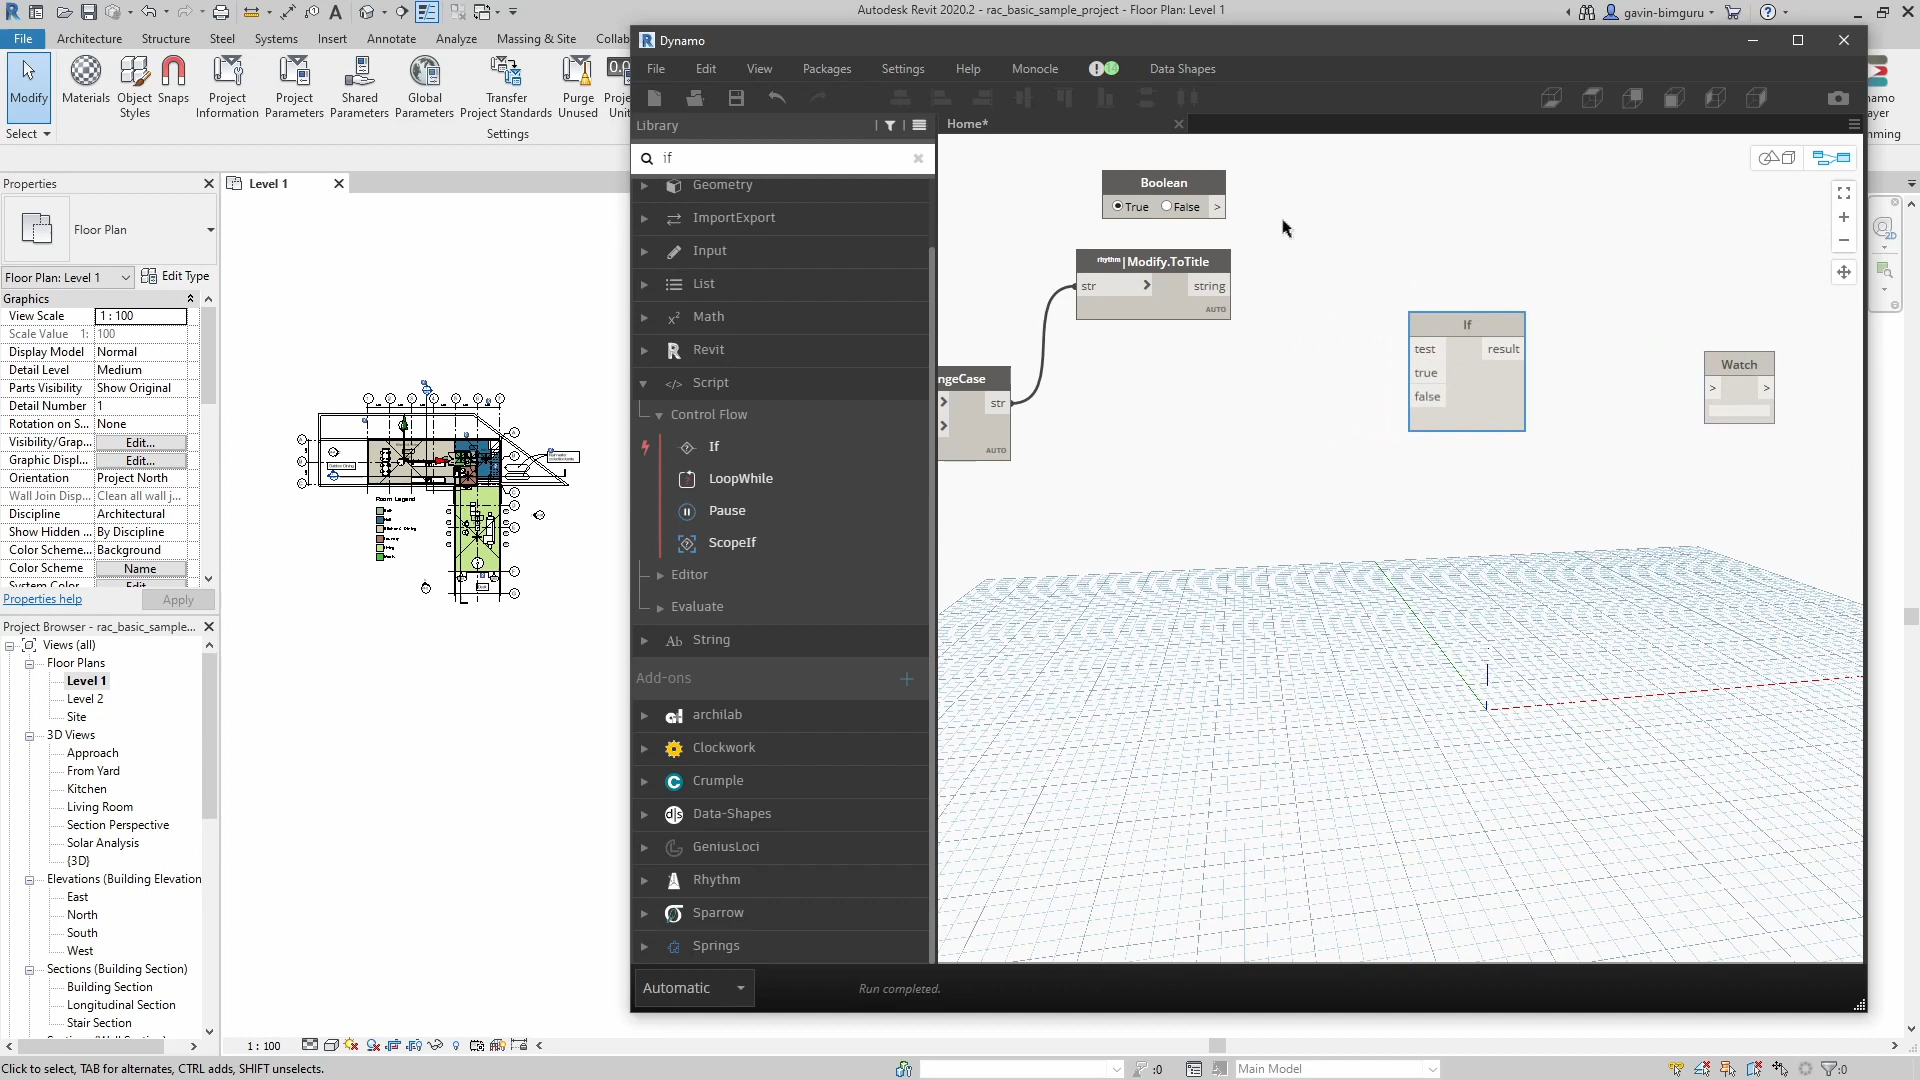 Autodesk Revit 2020.2 - rac_basic_sample_project - Floor Plan: Level 1
gavin-bimguru
File
Architecture
Structure
Steel
Systems
Insert
Annotate
Analyze
Massing & Site
Collab
Modify
Materials
Object
Styles
Snaps
Project
Information
Project
Parameters
Shared
Parameters
Global
Parameters
Transfer
Project Standards
Purge
Unused
Select
Settings
Properties
Floor Plan
Floor Plan: Level 1
Edit Type
Graphics
View Scale
1 : 100
Scale Value 1:
100
Display Model
Normal
Detail Level
Medium
Parts Visibility
Show Original
Detail Number
1
Rotation on S...
None
Visibility/Grap...
Edit...
Graphic Displ...
Edit...
Orientation
Project North
Wall Join Disp...
Clean all wall j...
Discipline
Architectural
Show Hidden ...
By Discipline
Color Scheme...
Background
Color Scheme
Name
System Color
Edit
Properties help
Apply
Project Browser - rac_basic_sample...
Views (all)
Floor Plans
Level 1
Level 2
Site
3D Views
Approach
From Yard
Kitchen
Living Room
Section Perspective
Solar Analysis
{3D}
Elevations (Building Elevation
East
North
South
West
Sections (Building Section)
Building Section
Longitudinal Section
Stair Section
Level 1
Room Legend
1 : 100
Click to select, TAB for alternates, CTRL adds, SHIFT unselects.
:0
Main Model
:0
Dynamo
File
Edit
View
Packages
Settings
Help
Monocle
Data Shapes
Library
if
Geometry
ImportExport
Input
List
Math
Revit
Script
Control Flow
If
LoopWhile
Pause
ScopeIf
Editor
Evaluate
String
Add-ons
archilab
Clockwork
Crumple
Data-Shapes
GeniusLoci
Rhythm
Sparrow
Springs
Automatic
Run completed.
Home*
Boolean
True
False
>
rhythm|Modify.ToTitle
str
>
string
AUTO
ngeCase
>
str
>
AUTO
If
test
result
true
false
Watch
>
>